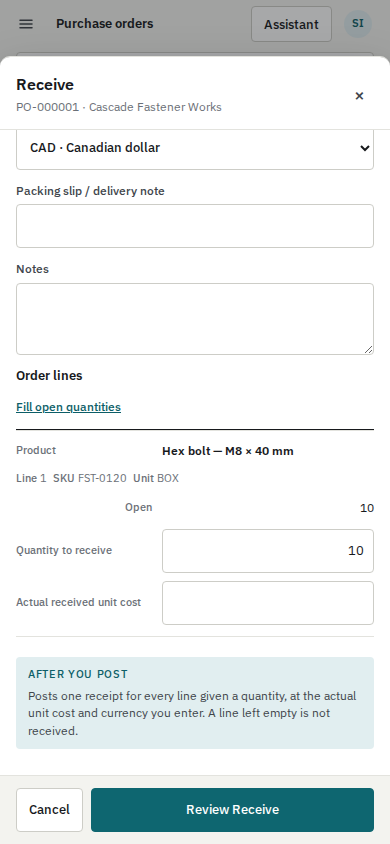 Purchase orders
Assistant
SI
Receive
PO-000001 · Cascade Fastener Works
×
CAD · Canadian dollar
Packing slip / delivery note
Notes
Order lines
Fill open quantities
Product Hex bolt — M8 × 40 mm
Line 1 SKU FST-0120 Unit BOX
Open 10
Quantity to receive 10
Actual received unit cost
AFTER YOU POST
Posts one receipt for every line given a quantity, at the actual
unit cost and currency you enter. A line left empty is not
received.
Cancel
Review Receive